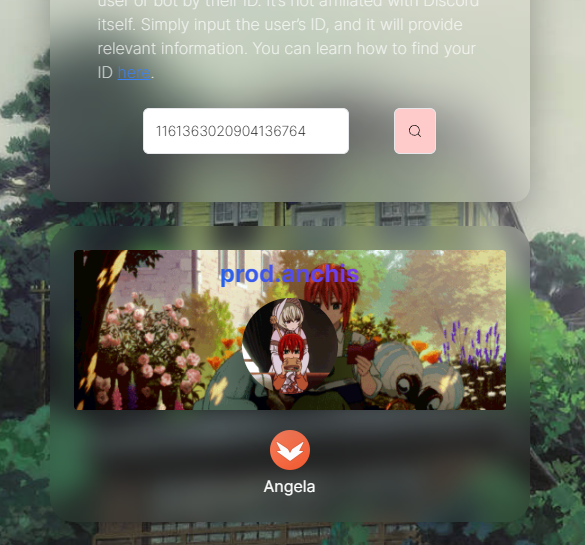 user or bot by their ID. It's not affiliated with Discord
itself. Simply input the user's ID, and it will provide
relevant information. You can learn how to find your
ID here.
1161363020904136764
prod.anchis
Angela